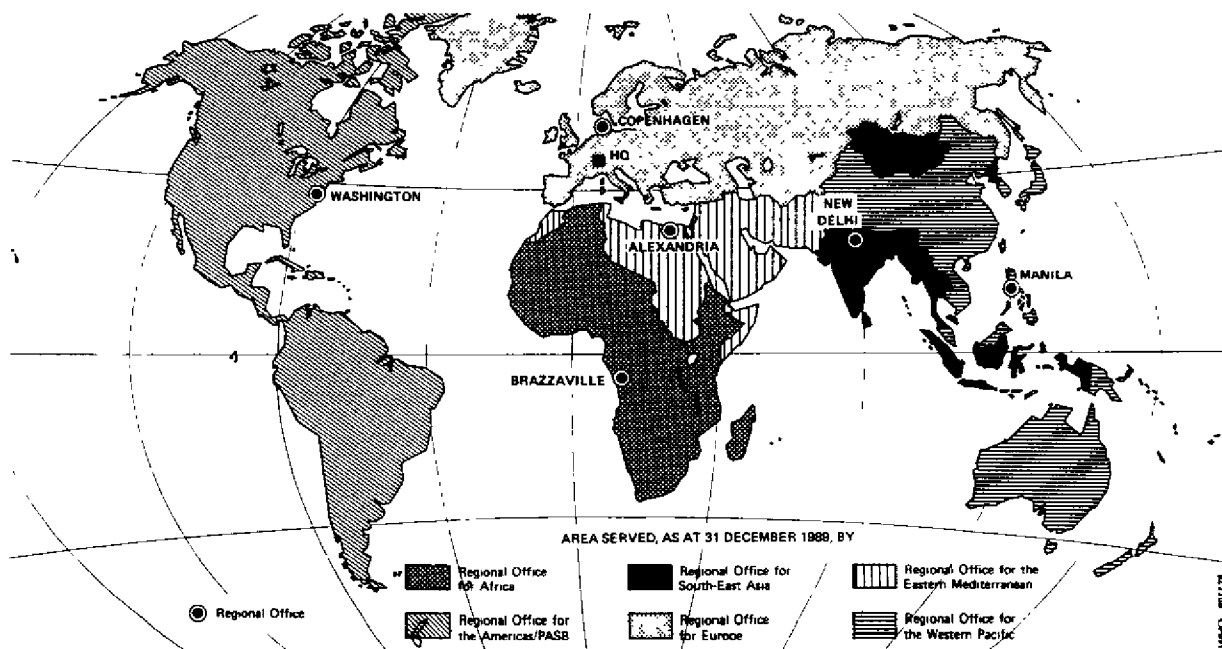 COPENHAGEN
HQ
WASHINGTON
NEW
DELHI
ALEXANDRIA
MANILA
BRAZZAVILLE
AREA SERVED, AS AT 31 DECEMBER 1989, BY
Regional Office
Regional Office
for Africa
Regional Office for
the Americas/PASB
Regional Office for
South-East Asia
Regional Office
for Europe
Regional Office for the
Eastern Mediterranean
Regional Office for
the Western Pacific